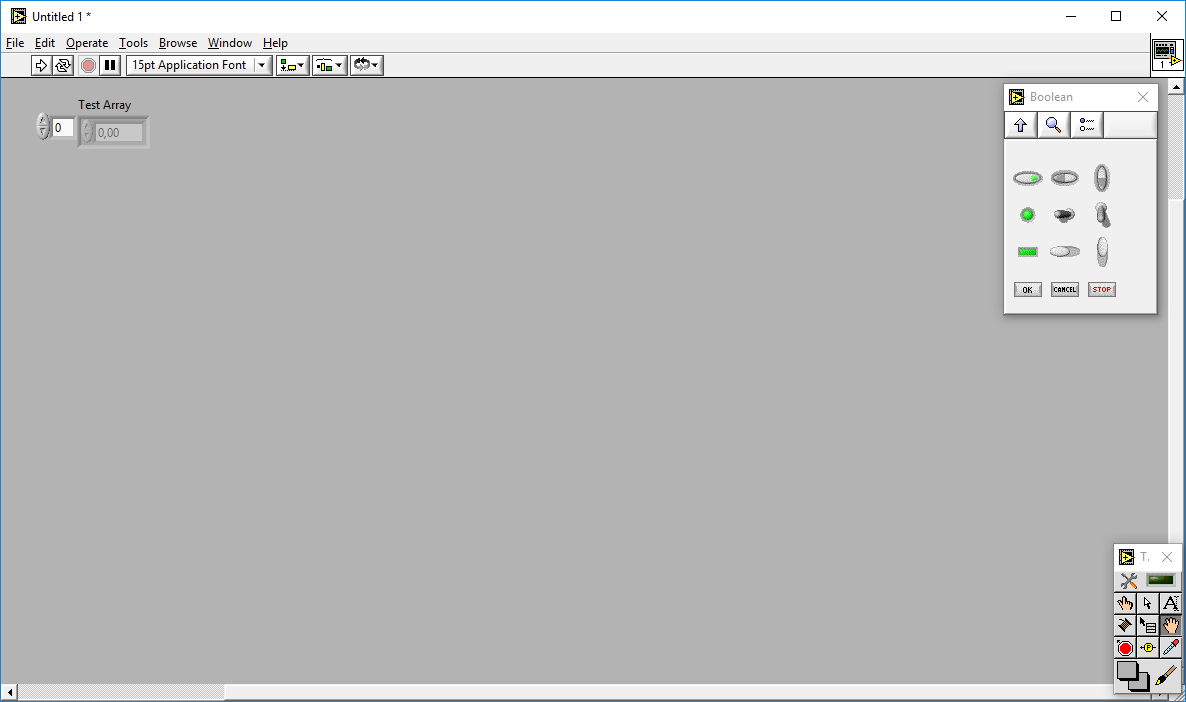 Untitled 1 *
File Edit Operate Tools Browse Window Help
15pt Application Font
1
Test Array
0
0,00
Boolean
OK CANCEL STOP
T.
A
P